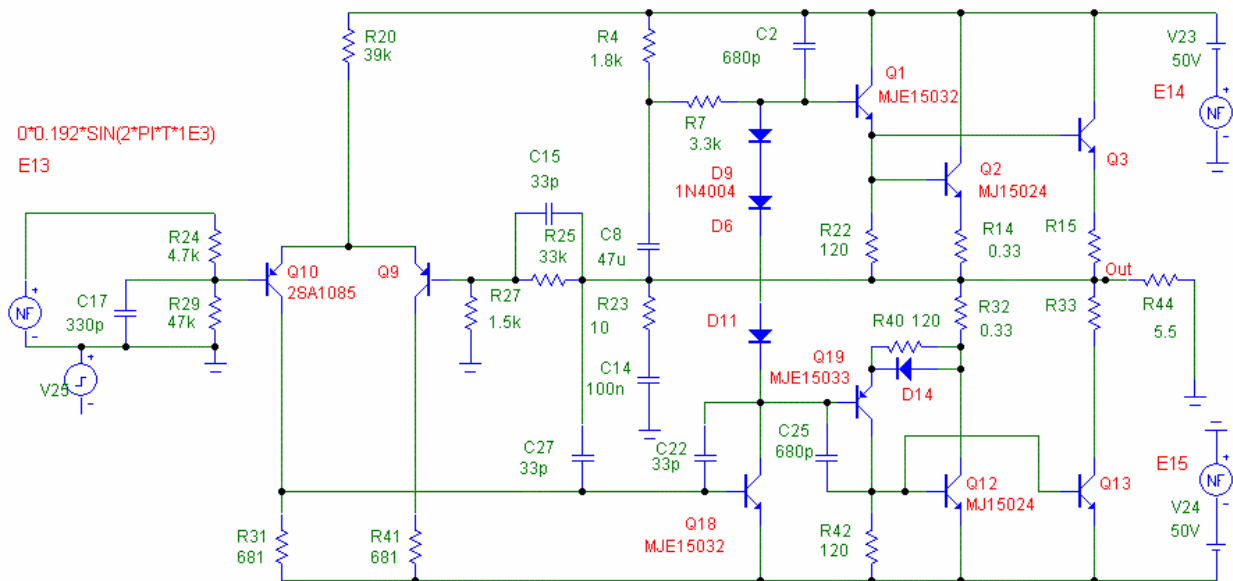 R20
39k
R4
1.8k
C2
680p
V23
50V
Q1
MJE15032
E14
NF
R7
3.3k
0*0.192*SIN(2*PI*T*1E3)
E13
C15
33p
D9
1N4004
Q2
MJ15024
Q3
D6
R24
4.7k
R25
33k
C8
47u
R22
120
R14
0.33
R15
Q10
2SA1085
Q9
Out
C17
330p
R29
47k
NF
R27
1.5k
R23
10
D11
R32
0.33
R33
R44
5.5
R40 120
V25
C14
100n
Q19
MJE15033
D14
C27
33p
C22
33p
C25
680p
E15
NF
Q12
MJ15024
Q13
V24
50V
R31
681
R41
681
Q18
MJE15032
R42
120